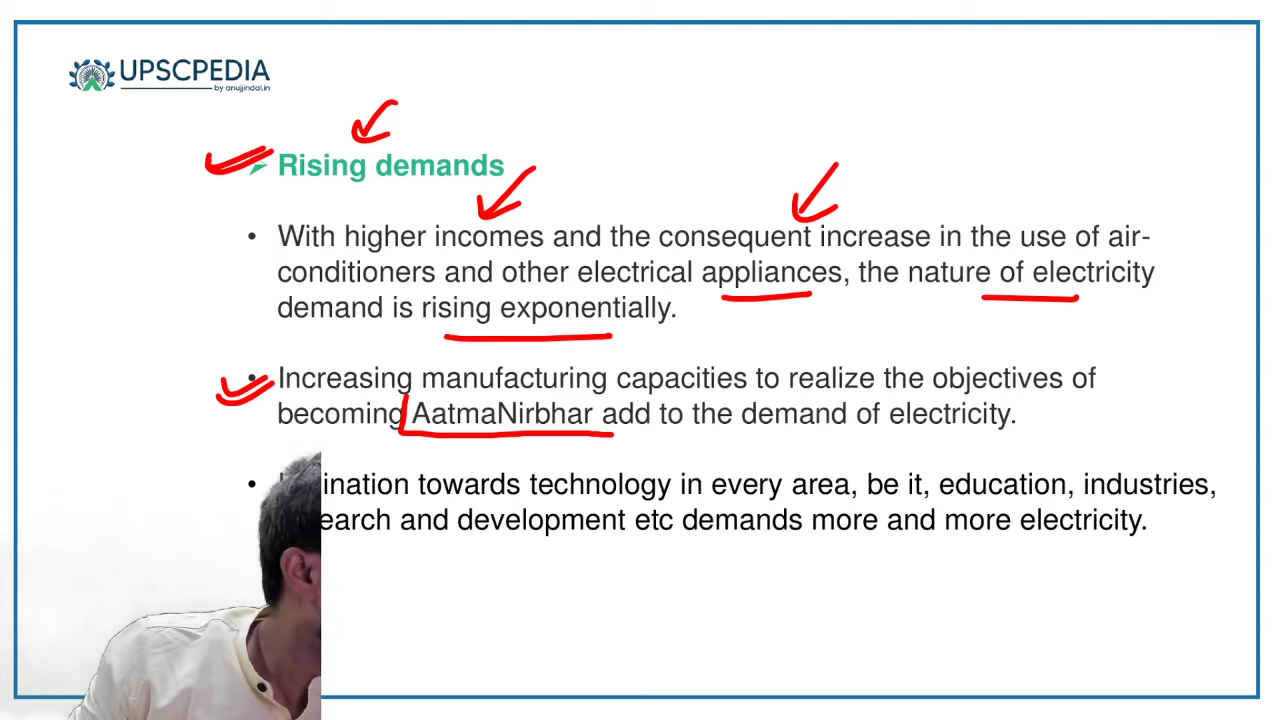 UPSCPEDIA
by anujjindal.in
Rising demands
• With higher incomes and the consequent increase in the use of air-
conditioners and other electrical appliances, the nature of electricity
demand is rising exponentially.
• Increasing manufacturing capacities to realize the objectives of
becoming AatmaNirbhar add to the demand of electricity.
• towards technology in every area, be it, education, industries,
and development etc demands more and more electricity.